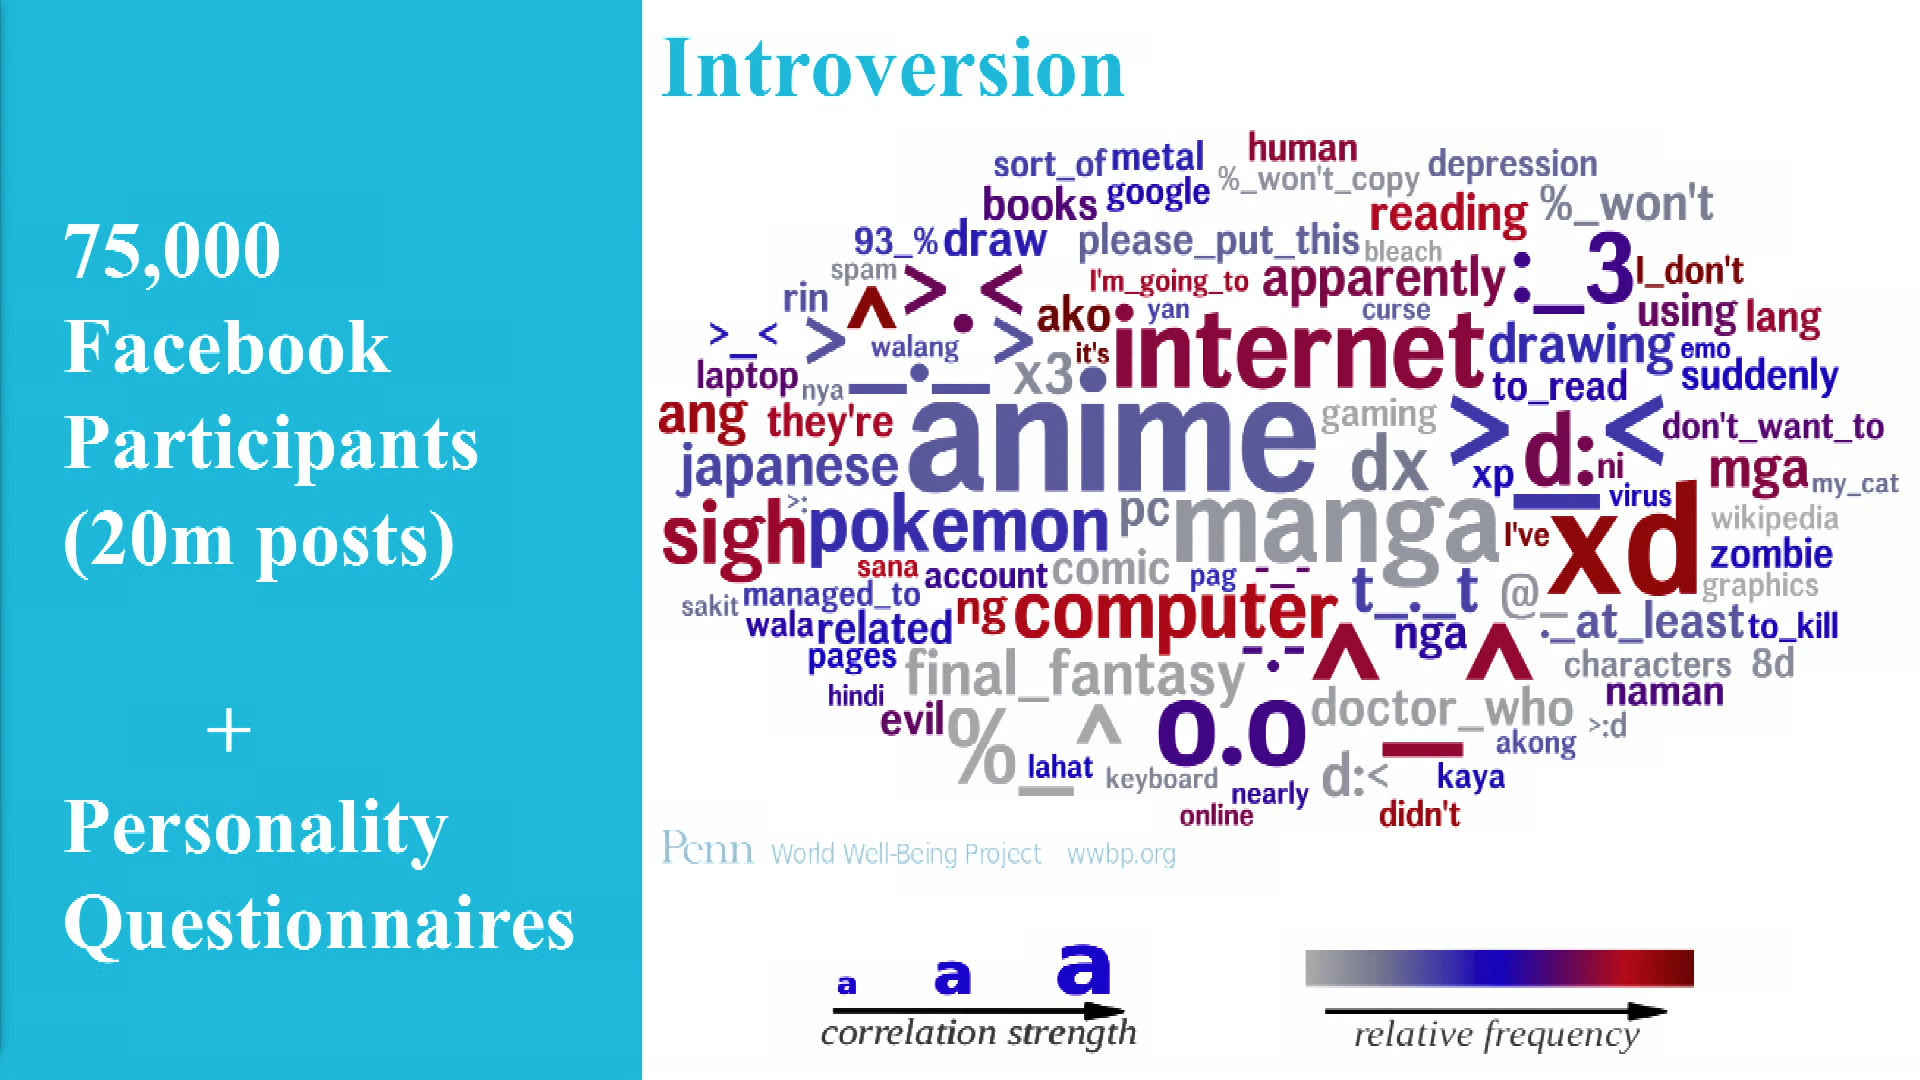 75,000
Facebook
Participants
(20m posts)
+
Personality
Questionnaires
Introversion
human
sort_of metal %_won't_copy depression
books google reading %_won't
93_% draw please_put_this bleach :_3
spam >.< I'm_going_to apparently I_don't
rin ^ ako yan curse using lang
>_< >_.> walang it's internet drawing emo
laptop nya x3 to_read suddenly
ang they're anime gaming >_< don't_want_to
japanese dx xp d: ni mga my_cat
>: virus
sigh pokemon pc manga I've xd wikipedia
zombie
sana account comic pag -_- t_._t @_@ graphics
sakit managed_to ng computer
wala related nga ._. at_least to_kill
pages final_fantasy -.- ^_^ characters 8d
hindi naman
evil %_^ o.o doctor_who >:d
akong
lahat keyboard d:< kaya
nearly
online didn't
Penn World Well-Being Project wwbp.org
a a a
correlation strength
relative frequency